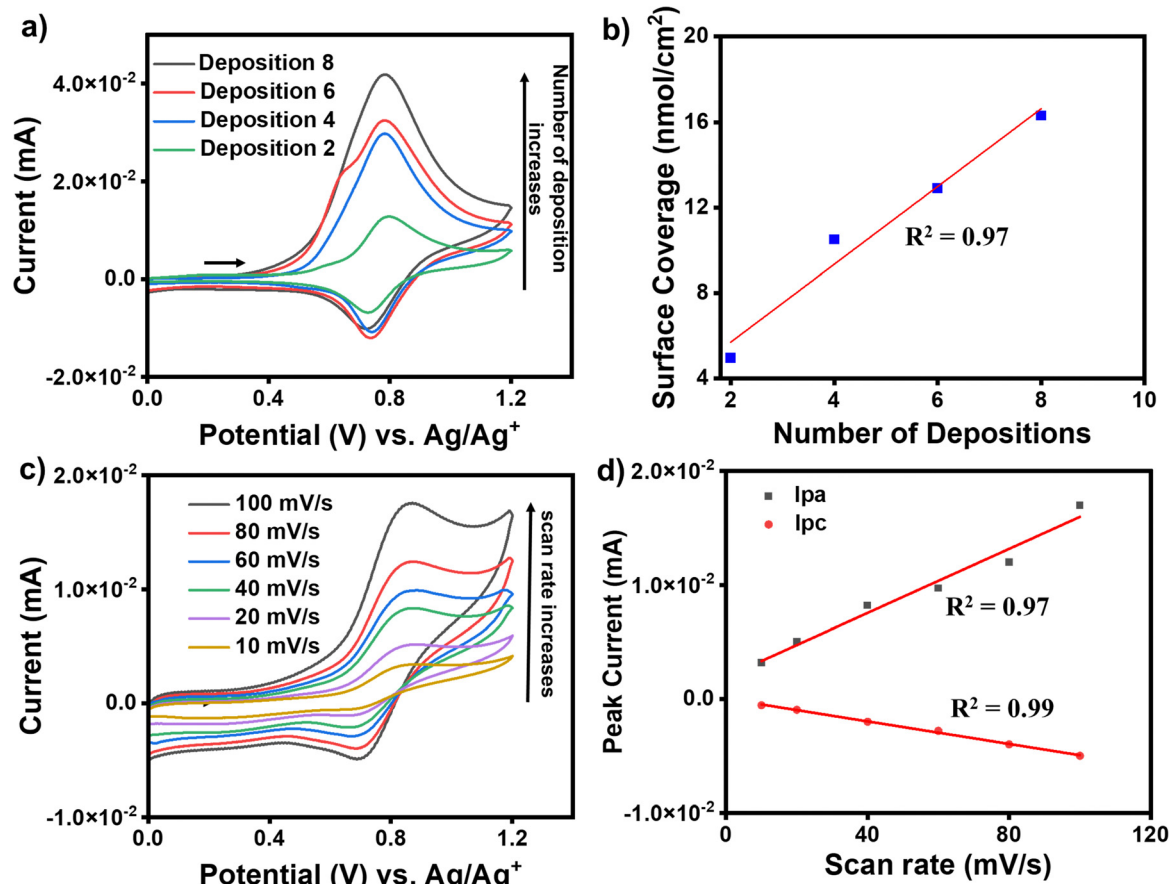 a)
Deposition 8
Deposition 6
Deposition 4
Deposition 2
Number of deposition
increases
4.0×10⁻²
2.0×10⁻²
0.0
-2.0×10⁻²
Current (mA)
0.0 0.4 0.8 1.2
Potential (V) vs. Ag/Ag⁺
b)
20
16
12
8
4
Surface Coverage (nmol/cm²)
R² = 0.97
2 4 6 8 10
Number of Depositions
c)
100 mV/s
80 mV/s
60 mV/s
40 mV/s
20 mV/s
10 mV/s
scan rate increases
2.0×10⁻²
1.0×10⁻²
0.0
-1.0×10⁻²
Current (mA)
0.0 0.4 0.8 1.2
Potential (V) vs. Ag/Ag⁺
d)
Ipa
Ipc
2.0×10⁻²
1.0×10⁻²
0.0
-1.0×10⁻²
Peak Current (mA)
R² = 0.97
R² = 0.99
0 40 80 120
Scan rate (mV/s)